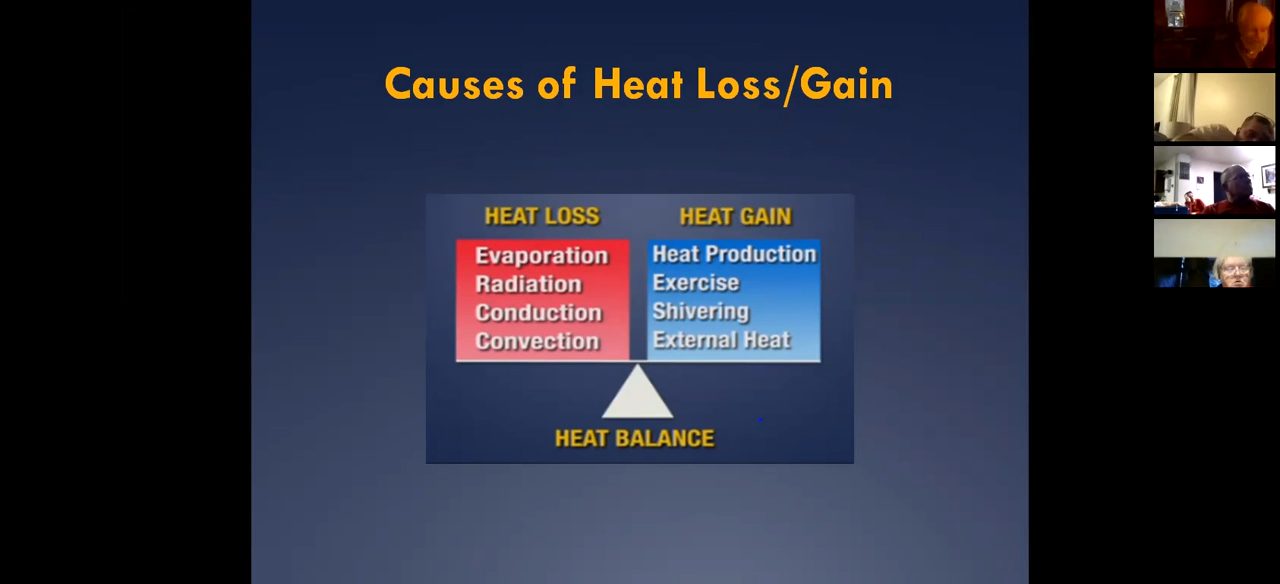 Causes of Heat Loss/Gain
HEAT LOSS
Evaporation
Radiation
Conduction
Convection
HEAT GAIN
Heat Production
Exercise
Shivering
External Heat
HEAT BALANCE